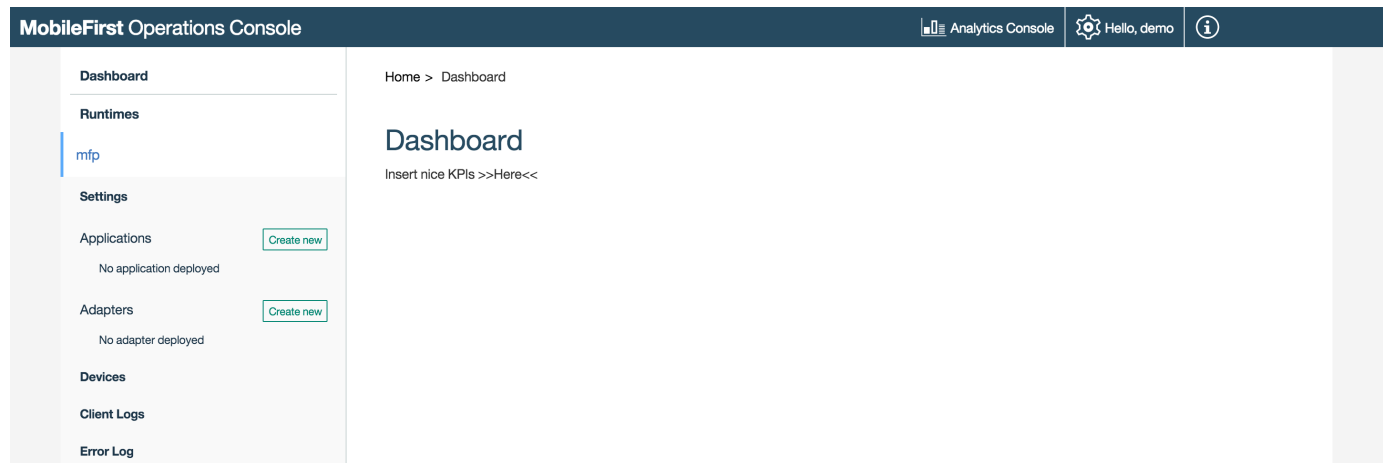 MobileFirst Operations Console
Analytics Console
Hello, demo
Dashboard
Runtimes
mfp
Settings
Applications
Create new
No application deployed
Adapters
Create new
No adapter deployed
Devices
Client Logs
Error Log
Home > Dashboard
Dashboard
Insert nice KPIs >>Here<<